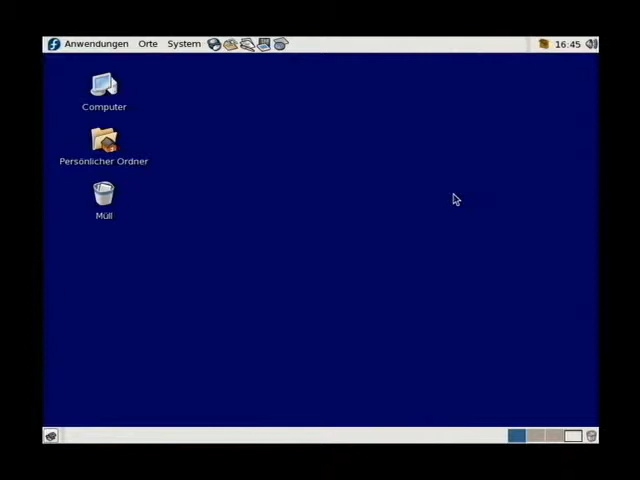 Anwendungen Orte System 16:45
Computer
Persönlicher Ordner
Müll